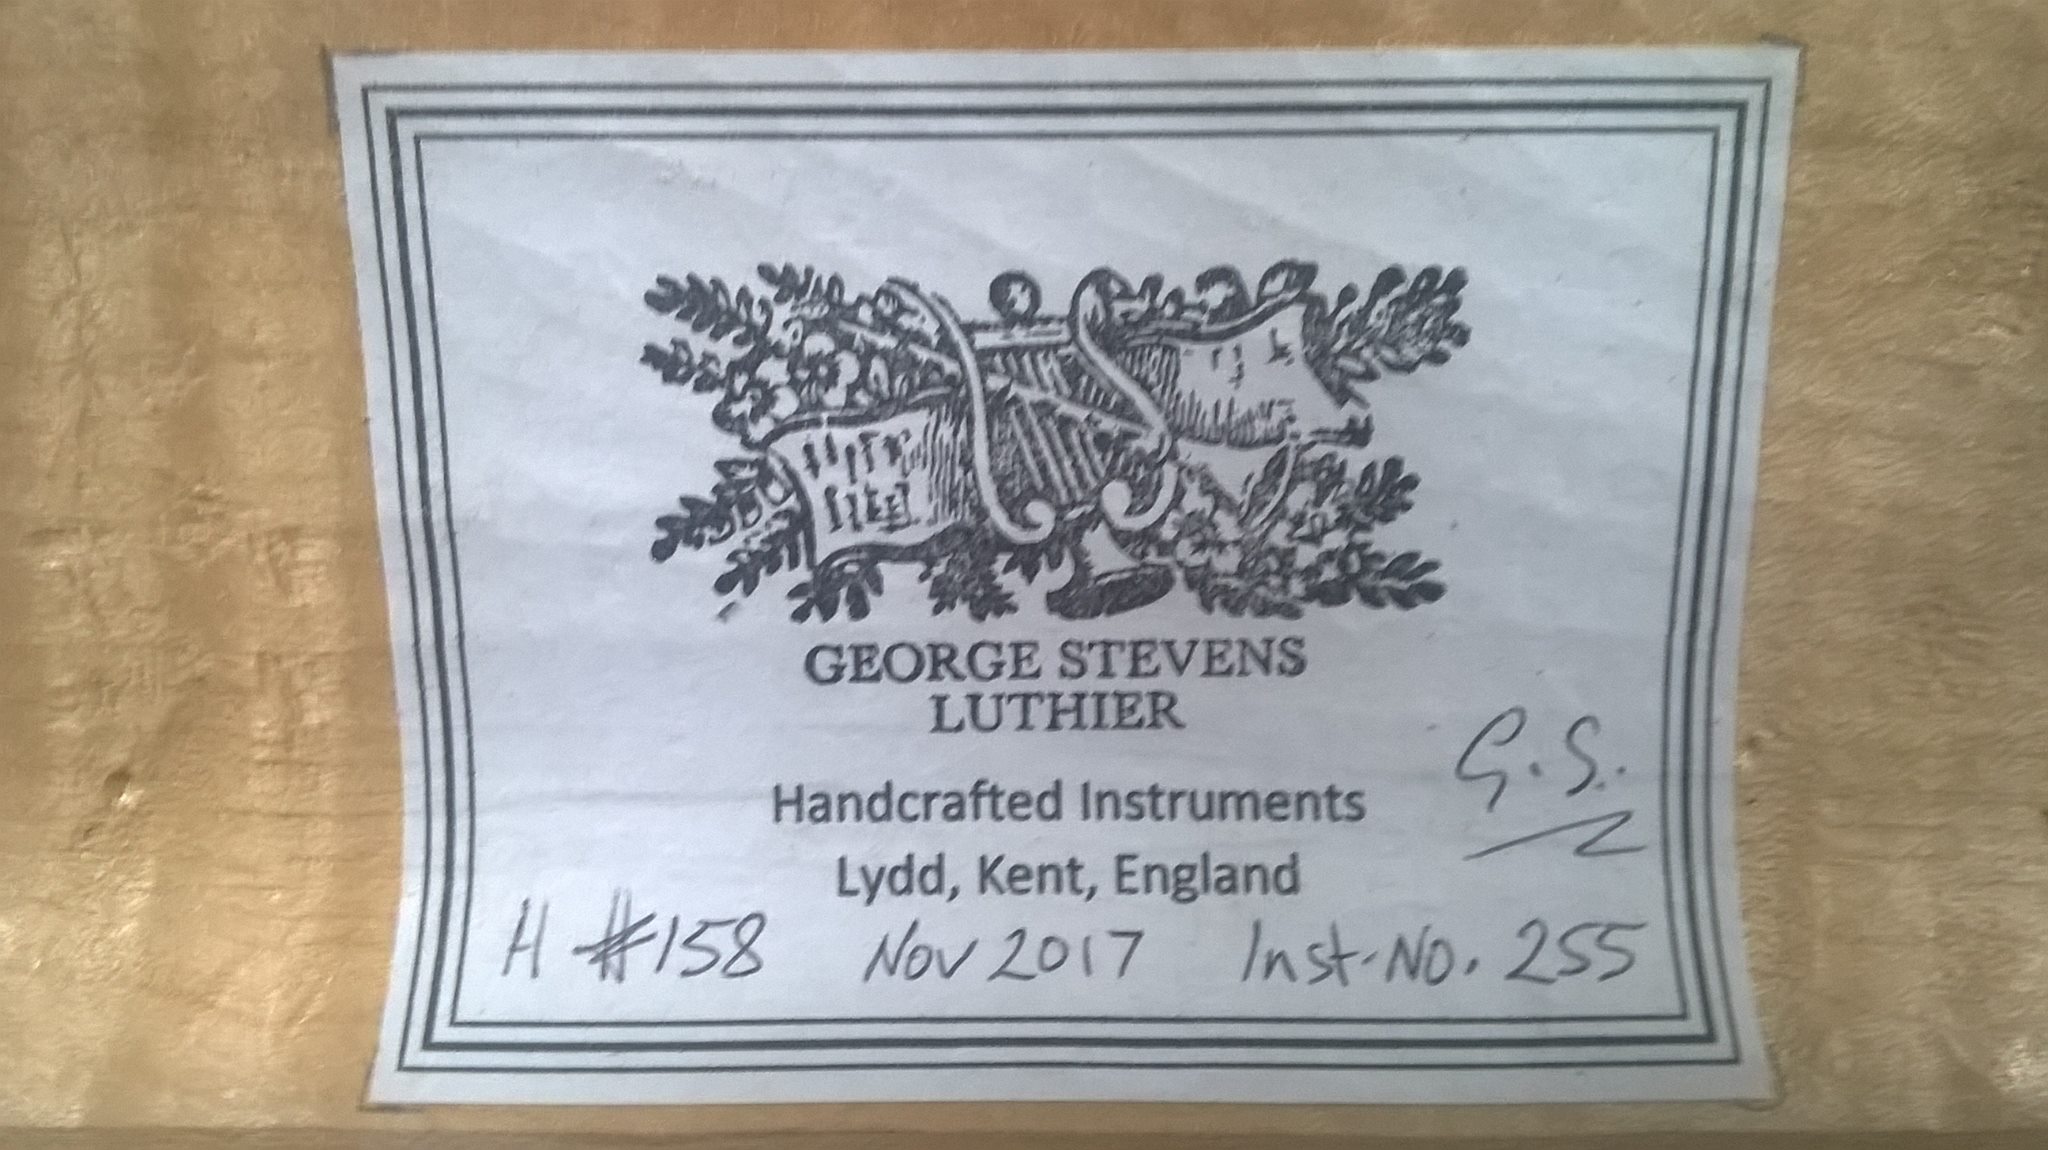 GEORGE STEVENS
LUTHIER
G.S.
Handcrafted Instruments
Lydd, Kent, England
H #158 Nov 2017 Inst. No. 255